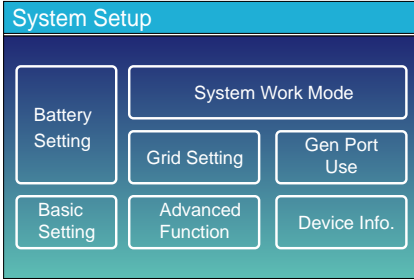 System Setup
Battery
Setting
System Work Mode
Grid Setting
Gen Port
Use
Basic
Setting
Advanced
Function
Device Info.